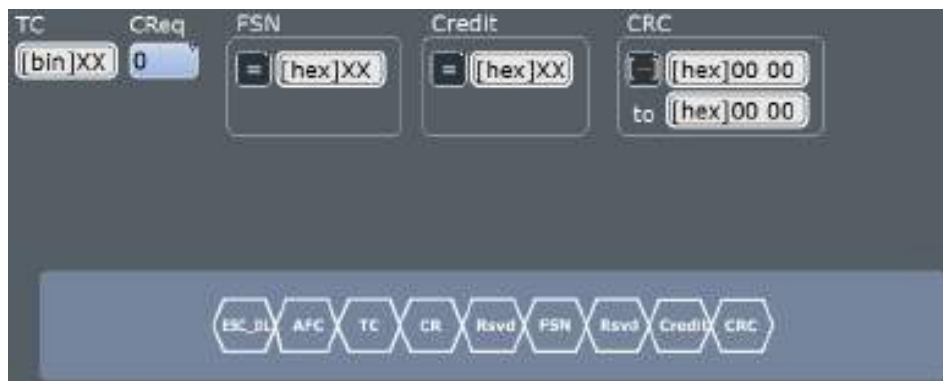 TC CReq FSN Credit CRC
[bin]XX 0 = [hex]XX = [hex]XX [hex]00 00
to [hex]00 00
ESC_DL AFC TC CR Rsvd FSN Rsvd Credit CRC